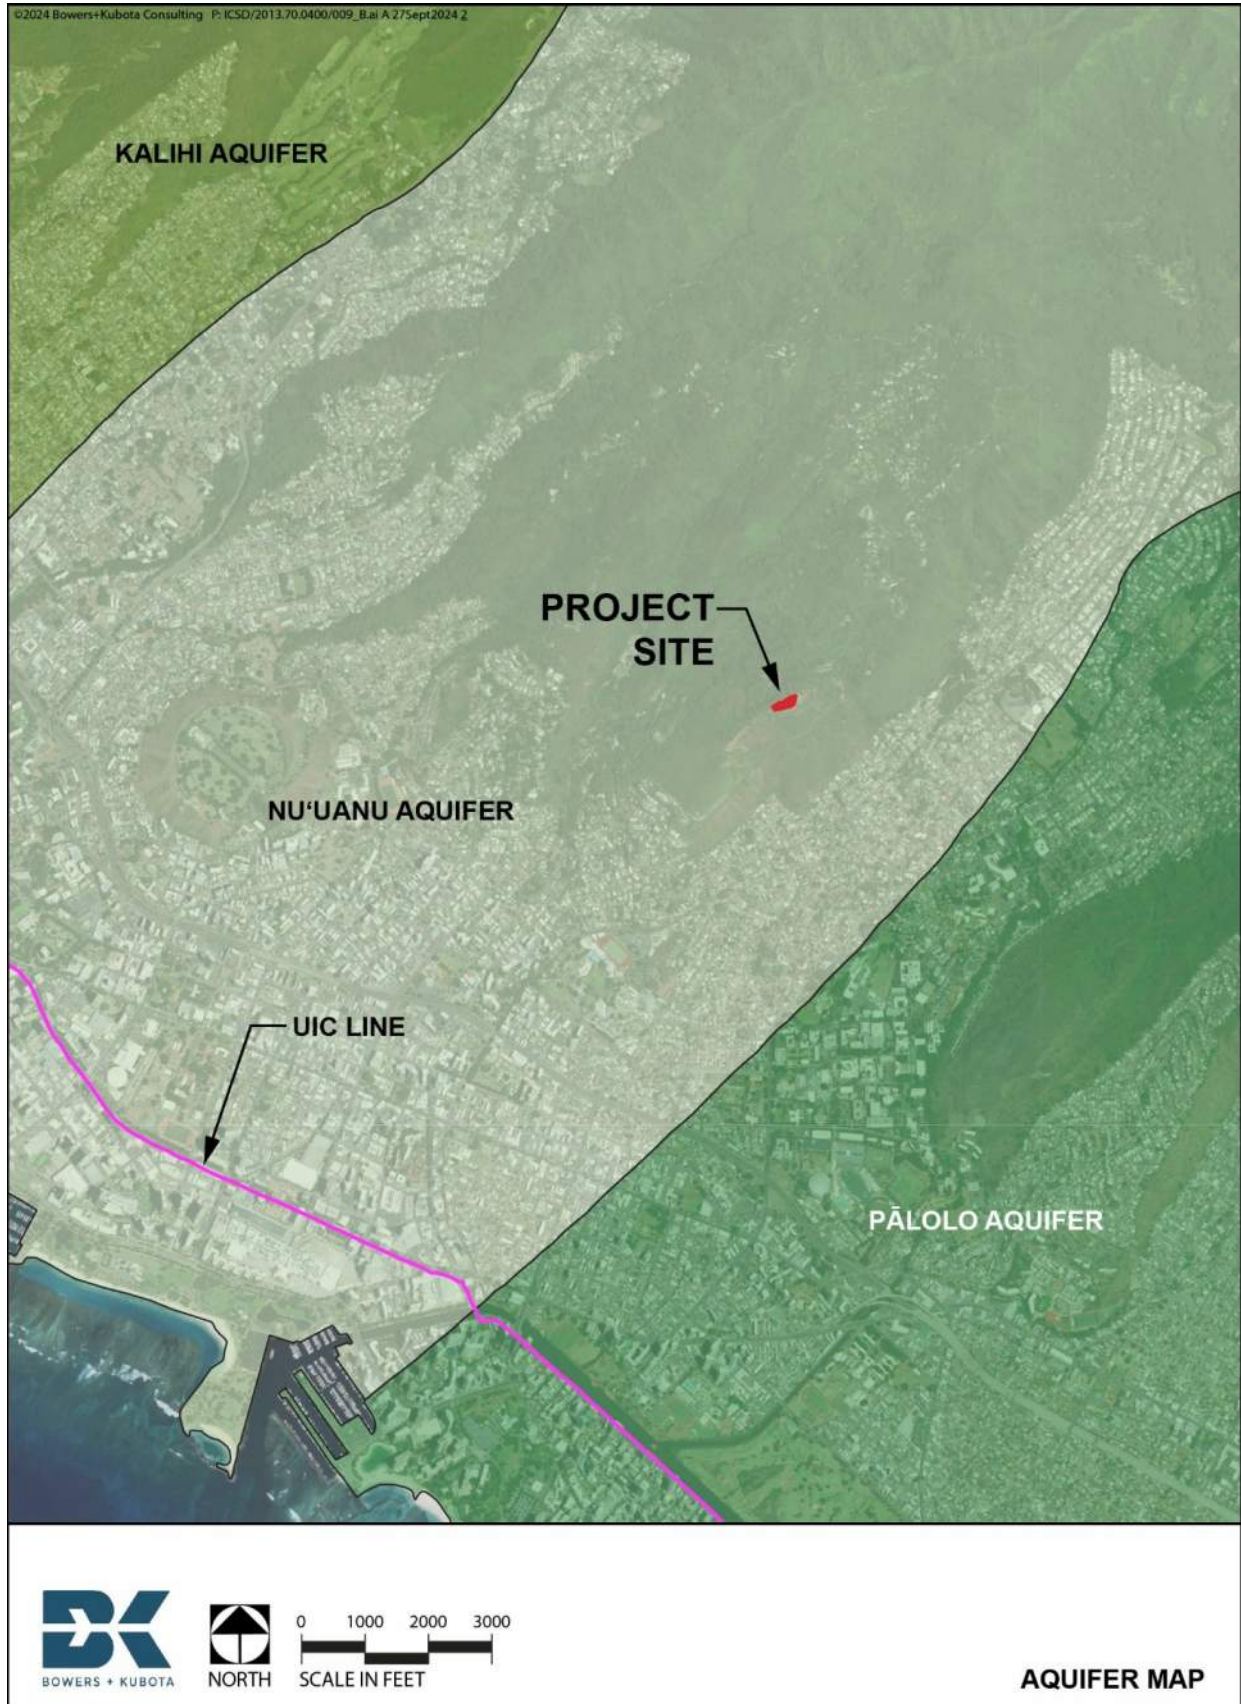 ©2024 Bowers+Kubota Consulting P: ICSD/2013.70.0400/009_B.ai A 27Sept2024 2
KALIHI AQUIFER
PROJECT
SITE
NU‘UANU AQUIFER
UIC LINE
PĀLOLO AQUIFER
BK
BOWERS + KUBOTA
NORTH
0 1000 2000 3000
SCALE IN FEET
AQUIFER MAP